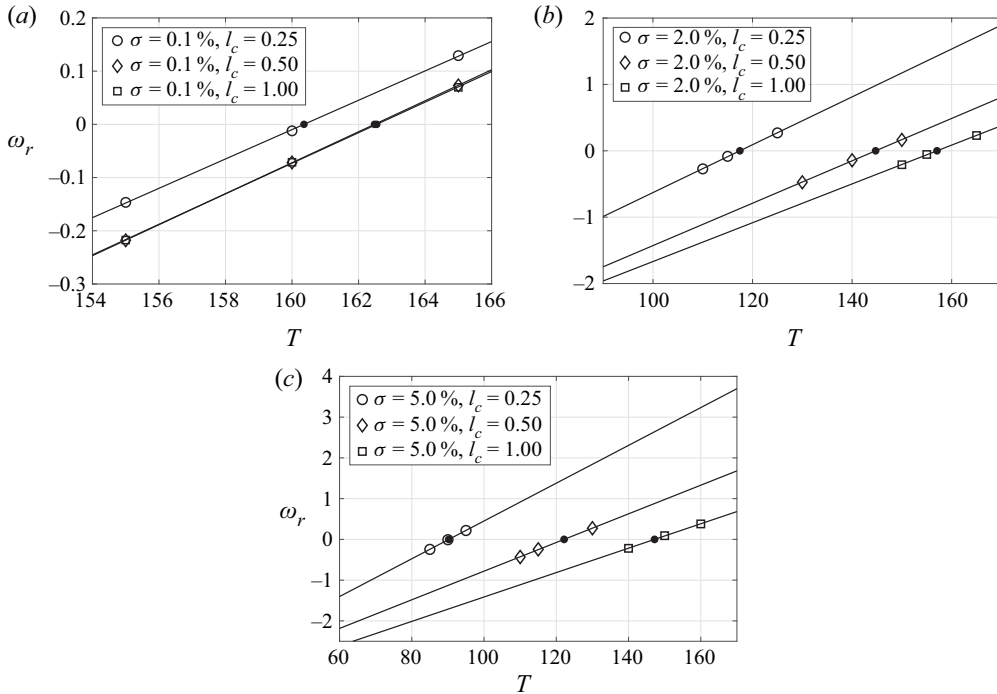 (a)
0.2
0.1
0
–0.1
–0.2
–0.3
ω_r
σ = 0.1 %, l_c = 0.25
σ = 0.1 %, l_c = 0.50
σ = 0.1 %, l_c = 1.00
154 156 158 160 162 164 166
T
(b)
2
1
0
–1
–2
σ = 2.0 %, l_c = 0.25
σ = 2.0 %, l_c = 0.50
σ = 2.0 %, l_c = 1.00
100 120 140 160
T
(c)
4
3
2
1
0
–1
–2
ω_r
σ = 5.0 %, l_c = 0.25
σ = 5.0 %, l_c = 0.50
σ = 5.0 %, l_c = 1.00
60 80 100 120 140 160
T